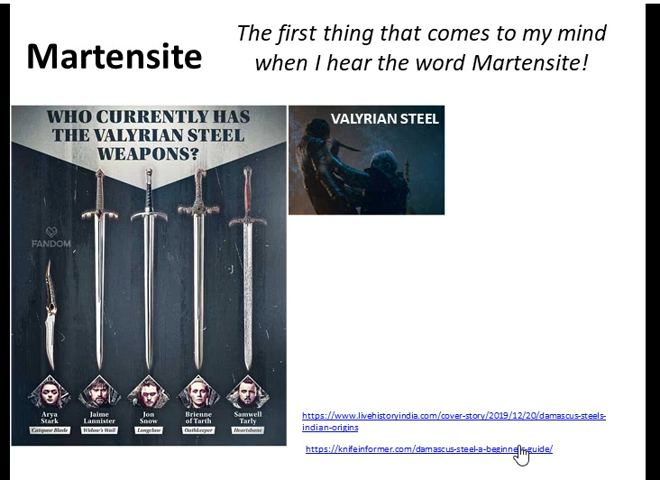 Martensite
The first thing that comes to my mind
when I hear the word Martensite!
WHO CURRENTLY HAS
THE VALYRIAN STEEL
WEAPONS?
VALYRIAN STEEL
FANDOM
Arya
Stark
Catspaw Blade
Jaime
Lannister
Widow's Wail
Jon
Snow
Longclaw
Brienne
of Tarth
Oathkeeper
Samwell
Tarly
Heartsbane
https://www.livehistoryindia.com/cover-story/2019/12/20/damascus-steels-
indian-origins
https://knifeinformer.com/damascus-steel-a-beginners-guide/